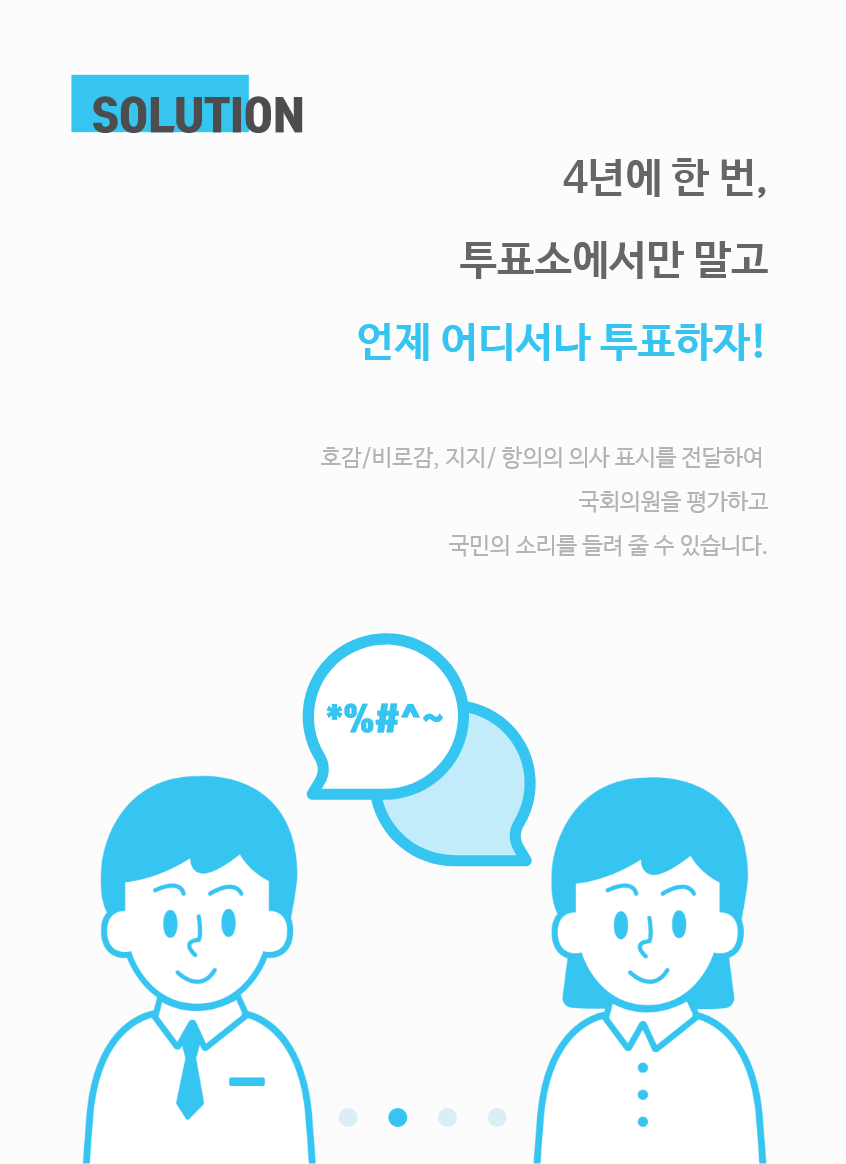 SOLUTION
4년에 한 번,
투표소에서만 말고
언제 어디서나 투표하자!
호감/비로감, 지지/ 항의의 의사 표시를 전달하여
국회의원을 평가하고
국민의 소리를 들려 줄 수 있습니다.
*%#^~